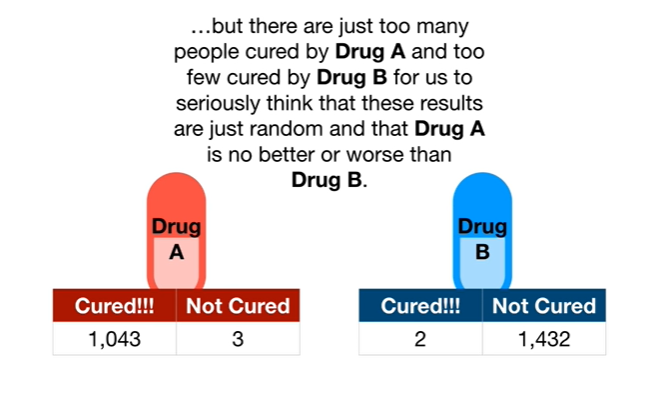 ...but there are just too many
people cured by Drug A and too
few cured by Drug B for us to
seriously think that these results
are just random and that Drug A
is no better or worse than
Drug B.
Drug
A
Drug
B
Cured!!! Not Cured
1,043 3
Cured!!! Not Cured
2 1,432